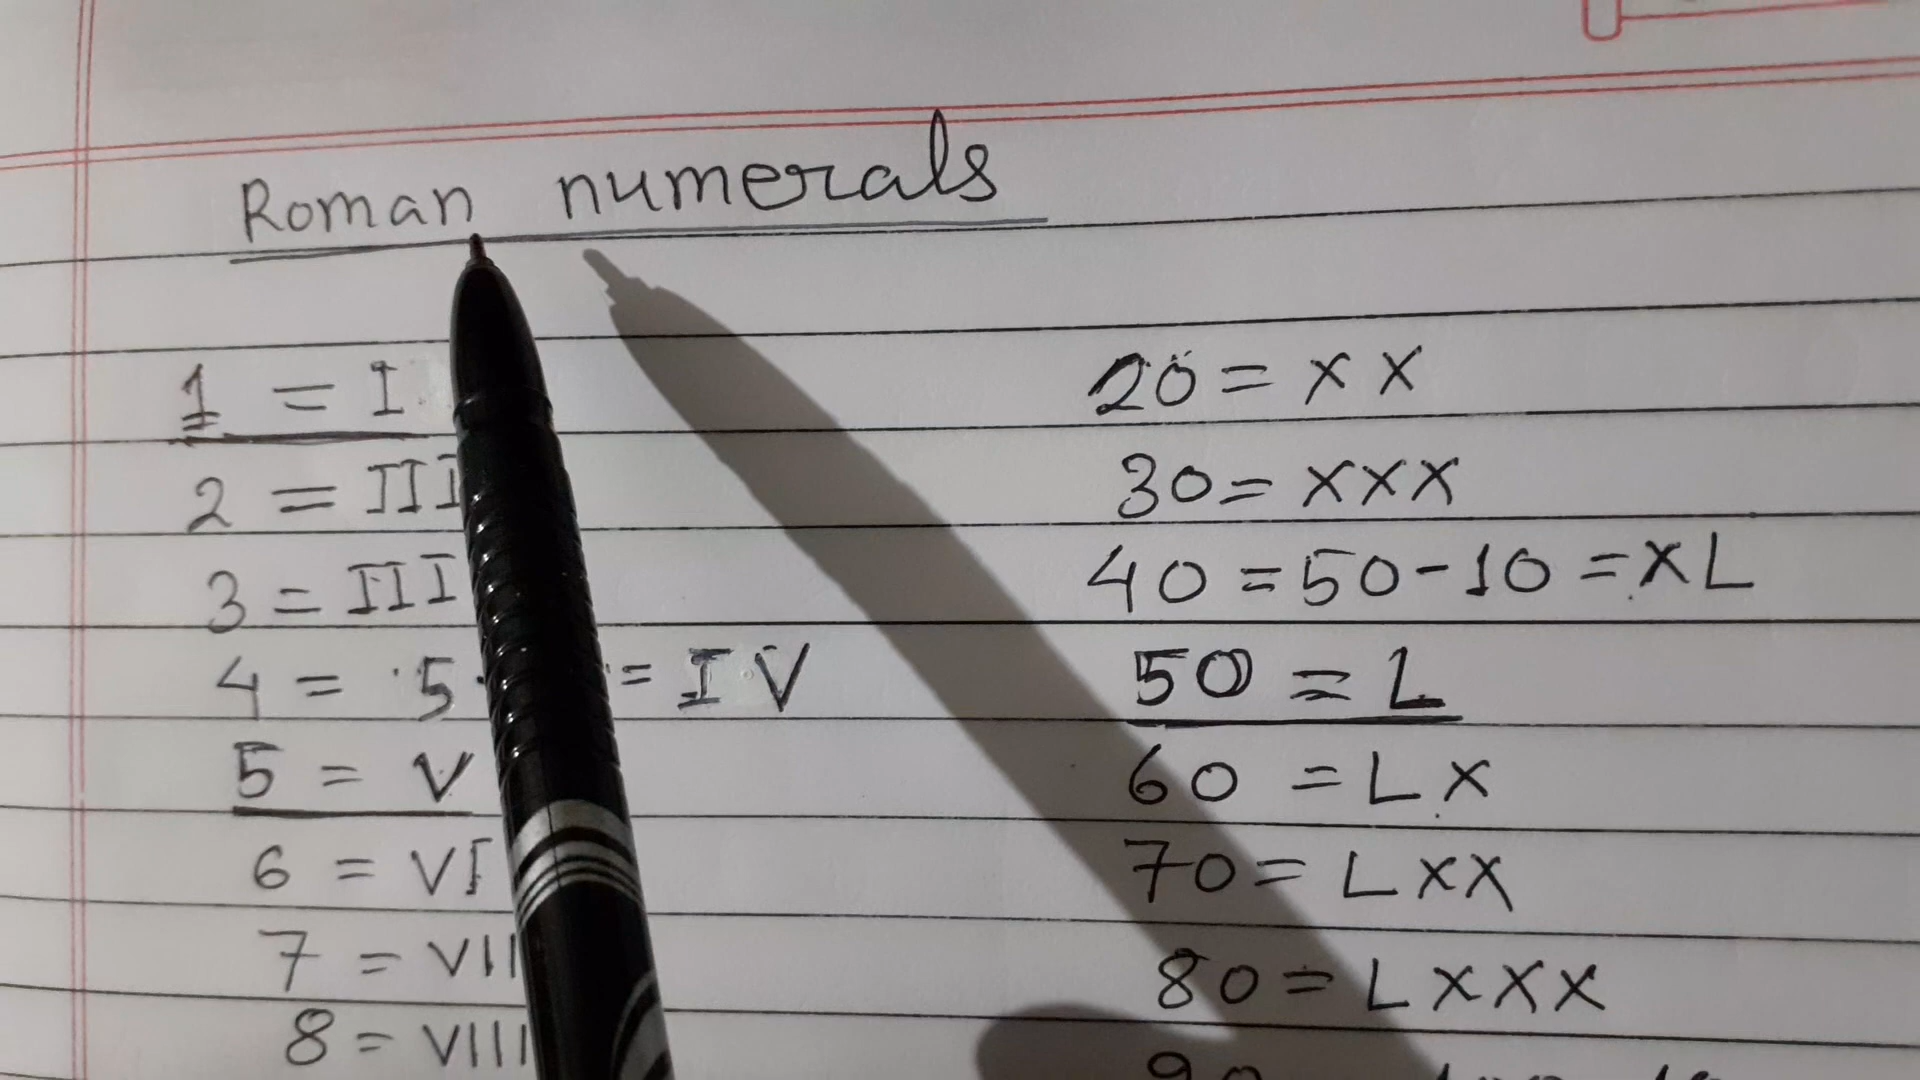 Roman numerals
1 = I
2 = III
3 = III
4 = 5 = IV
5 = V
6 = VI
7 = VII
8 = VIII
20 = XX
30 = XXX
40 = 50-10 = XL
50 = L
60 = LX
70 = LXX
80 = LXXX